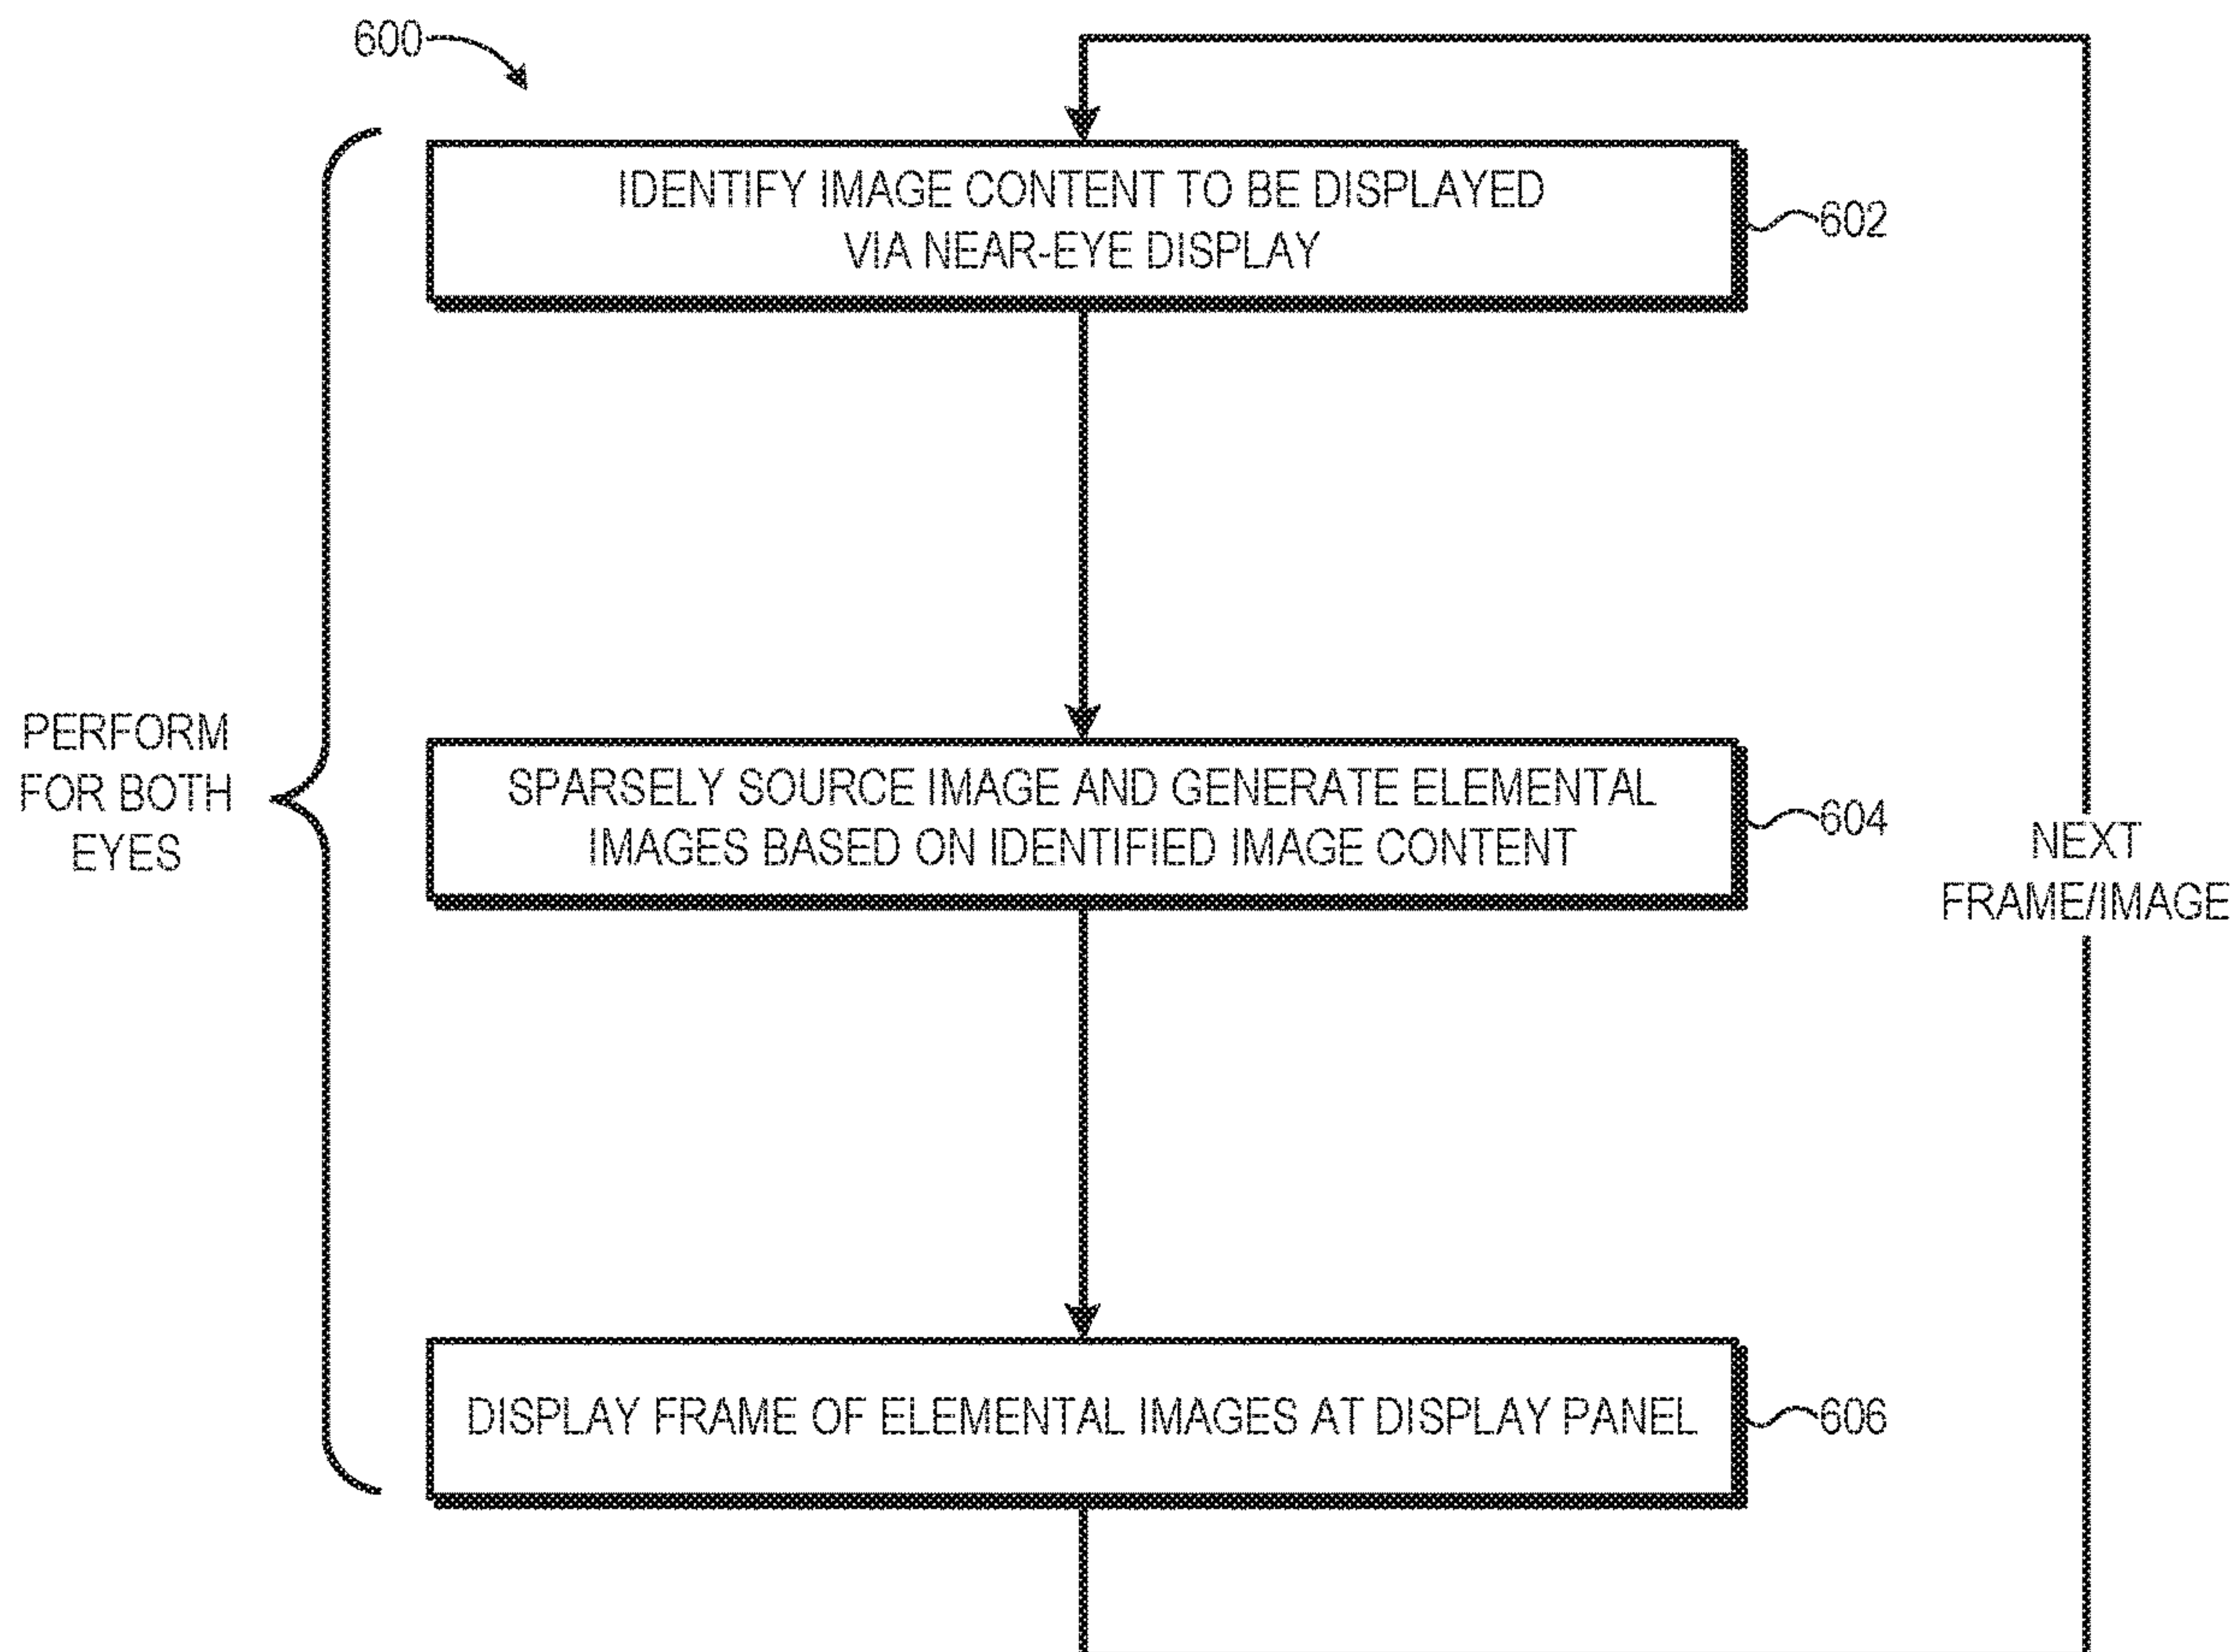 600
IDENTIFY IMAGE CONTENT TO BE DISPLAYED
VIA NEAR-EYE DISPLAY
602
PERFORM
FOR BOTH
EYES
SPARSELY SOURCE IMAGE AND GENERATE ELEMENTAL
IMAGES BASED ON IDENTIFIED IMAGE CONTENT
604
NEXT
FRAME/IMAGE
DISPLAY FRAME OF ELEMENTAL IMAGES AT DISPLAY PANEL
606